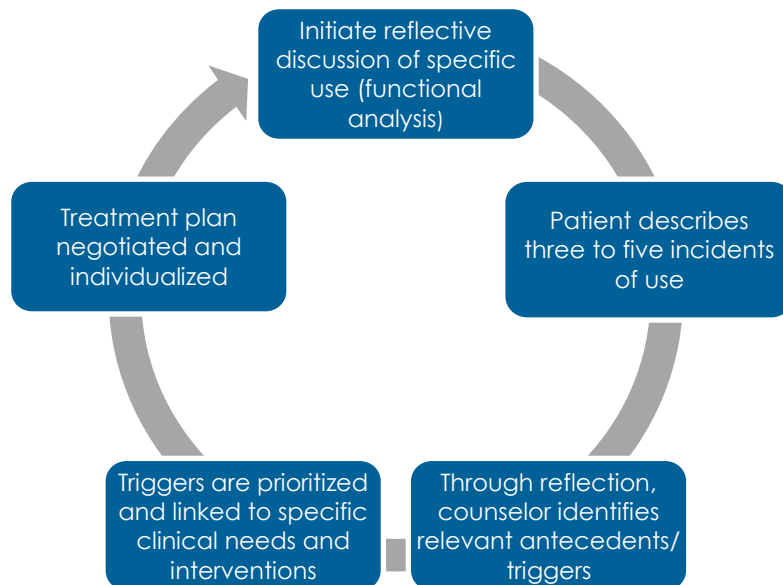 Initiate reflective
discussion of specific
use (functional
analysis)
Patient describes
three to five incidents
of use
Through reflection,
counselor identifies
relevant antecedents/
triggers
Triggers are prioritized
and linked to specific
clinical needs and
interventions
Treatment plan
negotiated and
individualized